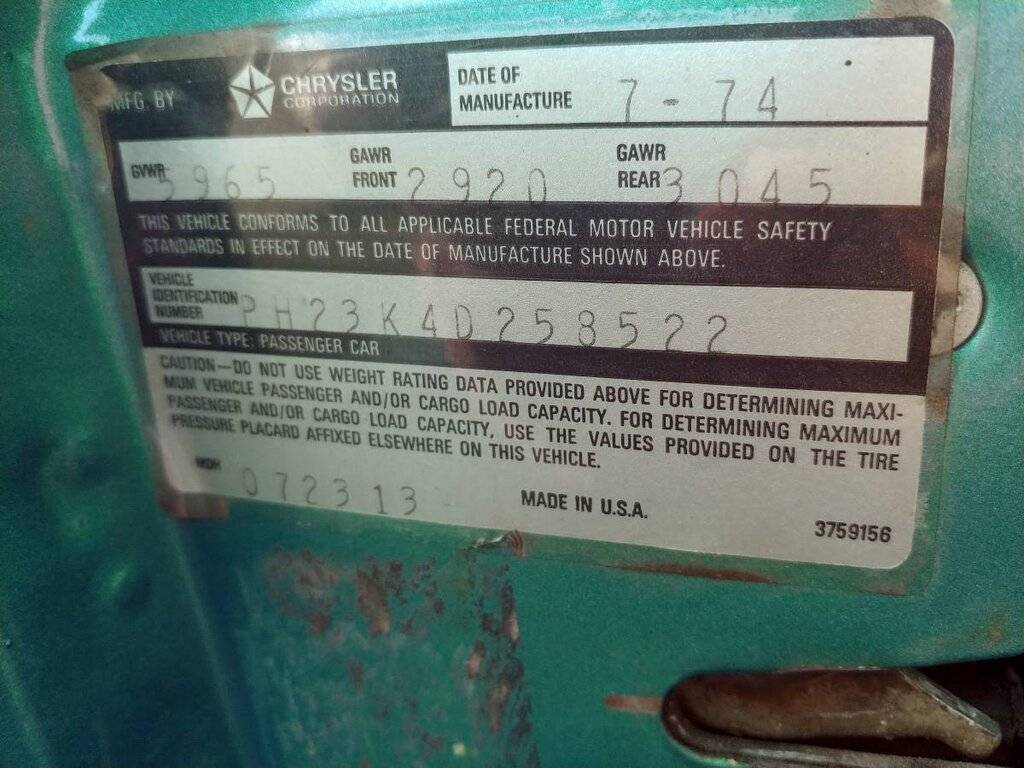 MFG. BY CHRYSLER CORPORATION
DATE OF MANUFACTURE 7-74
GVWR 5965 GAWR FRONT 2920 GAWR REAR 3045
THIS VEHICLE CONFORMS TO ALL APPLICABLE FEDERAL MOTOR VEHICLE SAFETY
STANDARDS IN EFFECT ON THE DATE OF MANUFACTURE SHOWN ABOVE.
VEHICLE IDENTIFICATION NUMBER PH23K4D258522
VEHICLE TYPE: PASSENGER CAR
CAUTION—DO NOT USE WEIGHT RATING DATA PROVIDED ABOVE FOR DETERMINING MAXI-
MUM VEHICLE PASSENGER AND/OR CARGO LOAD CAPACITY. FOR DETERMINING MAXIMUM
PASSENGER AND/OR CARGO LOAD CAPACITY, USE THE VALUES PROVIDED ON THE TIRE
PRESSURE PLACARD AFFIXED ELSEWHERE ON THIS VEHICLE.
MDH 072313 MADE IN U.S.A. 3759156